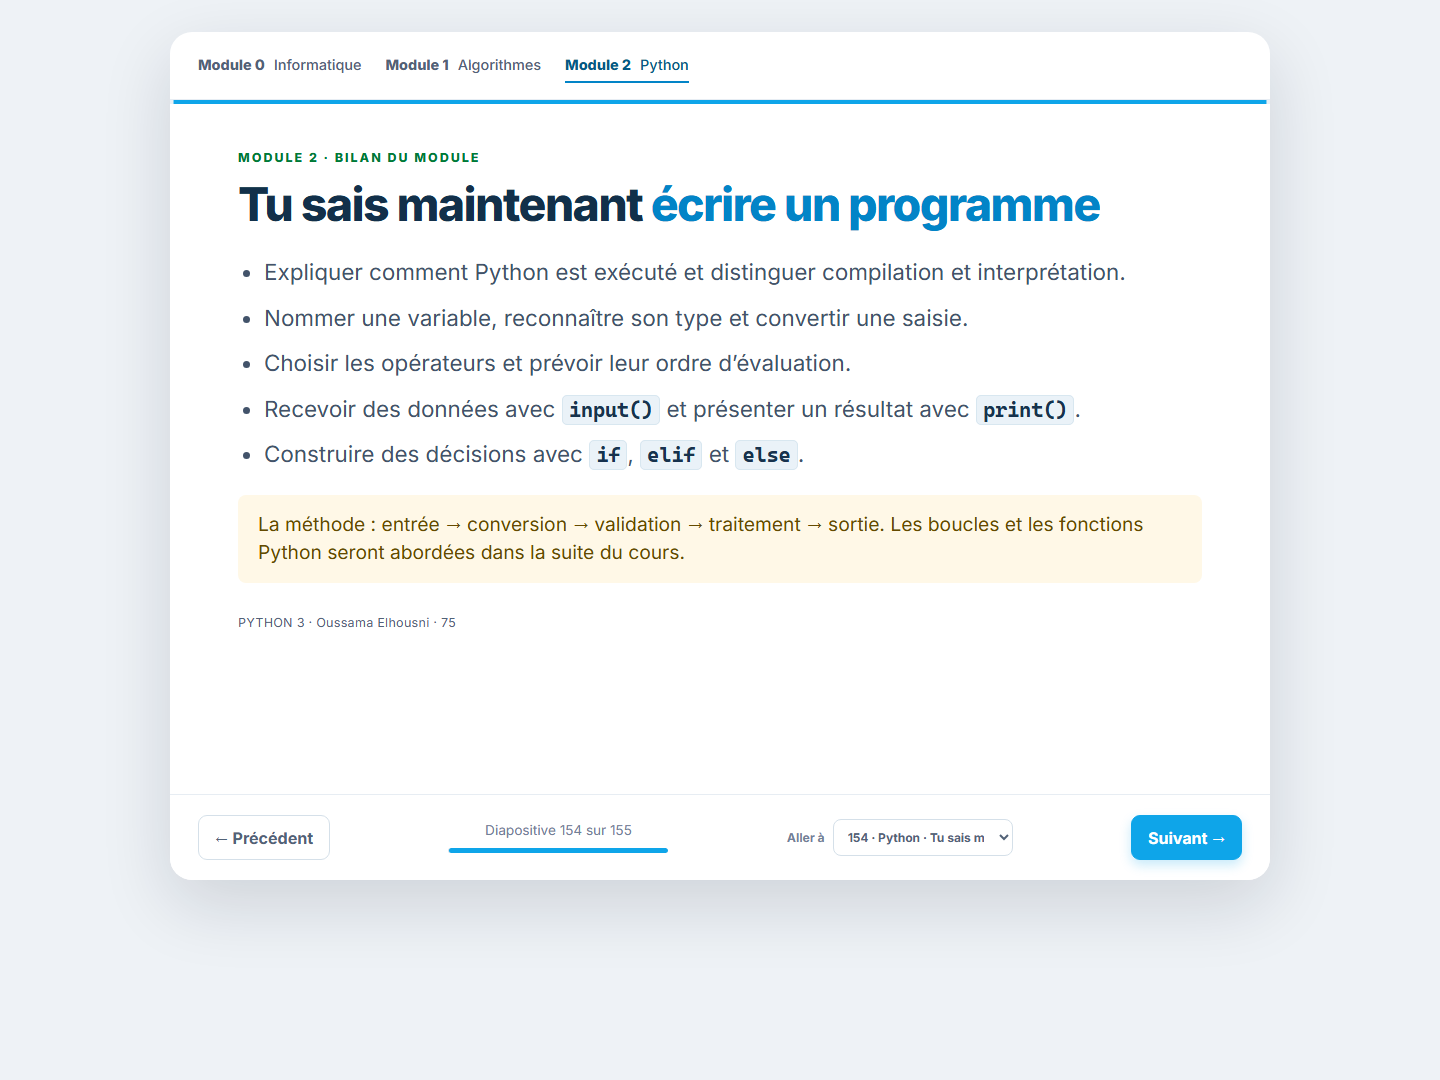 Module 0 Informatique Module 1 Algorithmes Module 2 Python
MODULE 2 · BILAN DU MODULE
Tu sais maintenant écrire un programme
• Expliquer comment Python est exécuté et distinguer compilation et interprétation.
• Nommer une variable, reconnaître son type et convertir une saisie.
• Choisir les opérateurs et prévoir leur ordre d’évaluation.
• Recevoir des données avec input() et présenter un résultat avec print().
• Construire des décisions avec if, elif et else.
La méthode : entrée → conversion → validation → traitement → sortie. Les boucles et les fonctions
Python seront abordées dans la suite du cours.
PYTHON 3 · Oussama Elhousni · 75
← Précédent
Diapositive 154 sur 155
Aller à
154 · Python · Tu sais m
Suivant →